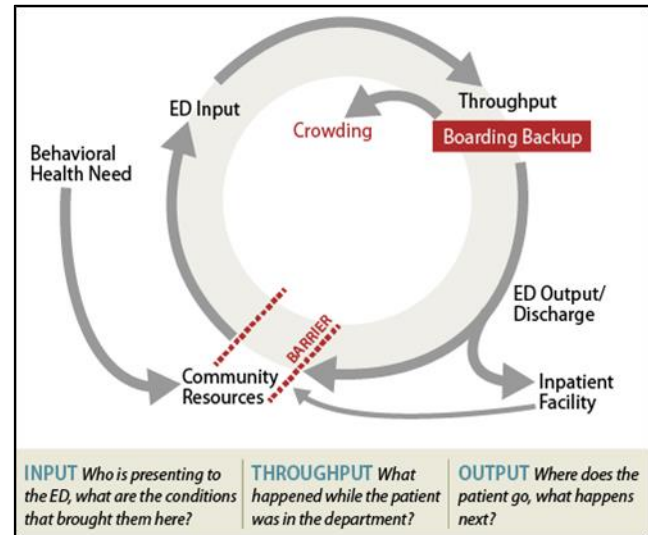 ED Input
Throughput
Crowding
Boarding Backup
Behavioral
Health Need
ED Output/
Discharge
BARRIER
Community
Resources
Inpatient
Facility
INPUT Who is presenting to
the ED, what are the conditions
that brought them here?
THROUGHPUT What
happened while the patient
was in the department?
OUTPUT Where does the
patient go, what happens
next?